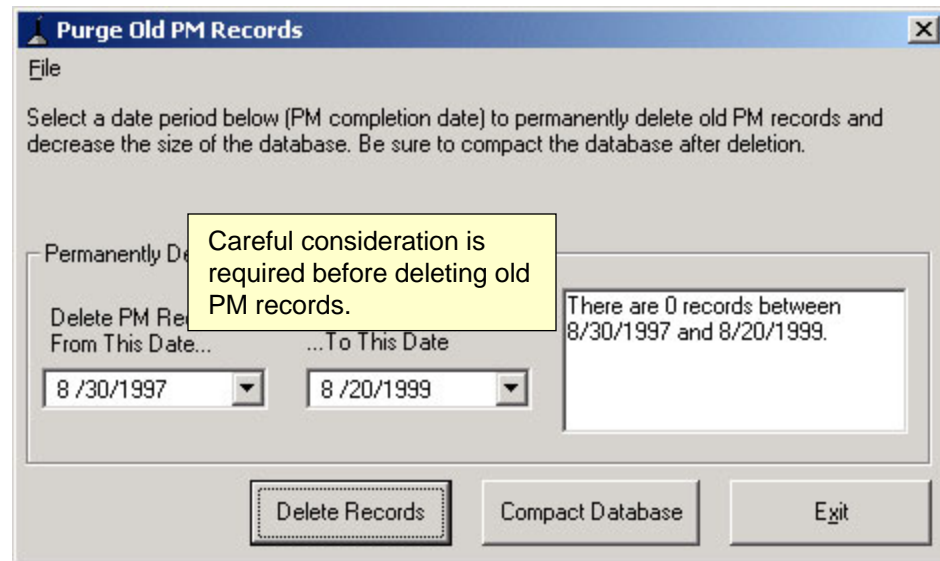 Purge Old PM Records
File
Select a date period below (PM completion date) to permanently delete old PM records and
decrease the size of the database. Be sure to compact the database after deletion.
Careful consideration is
required before deleting old
PM records.
Permanently De
Delete PM Rec
From This Date...
...To This Date
8 /30/1997
8 /20/1999
There are 0 records between
8/30/1997 and 8/20/1999.
Delete Records
Compact Database
Exit